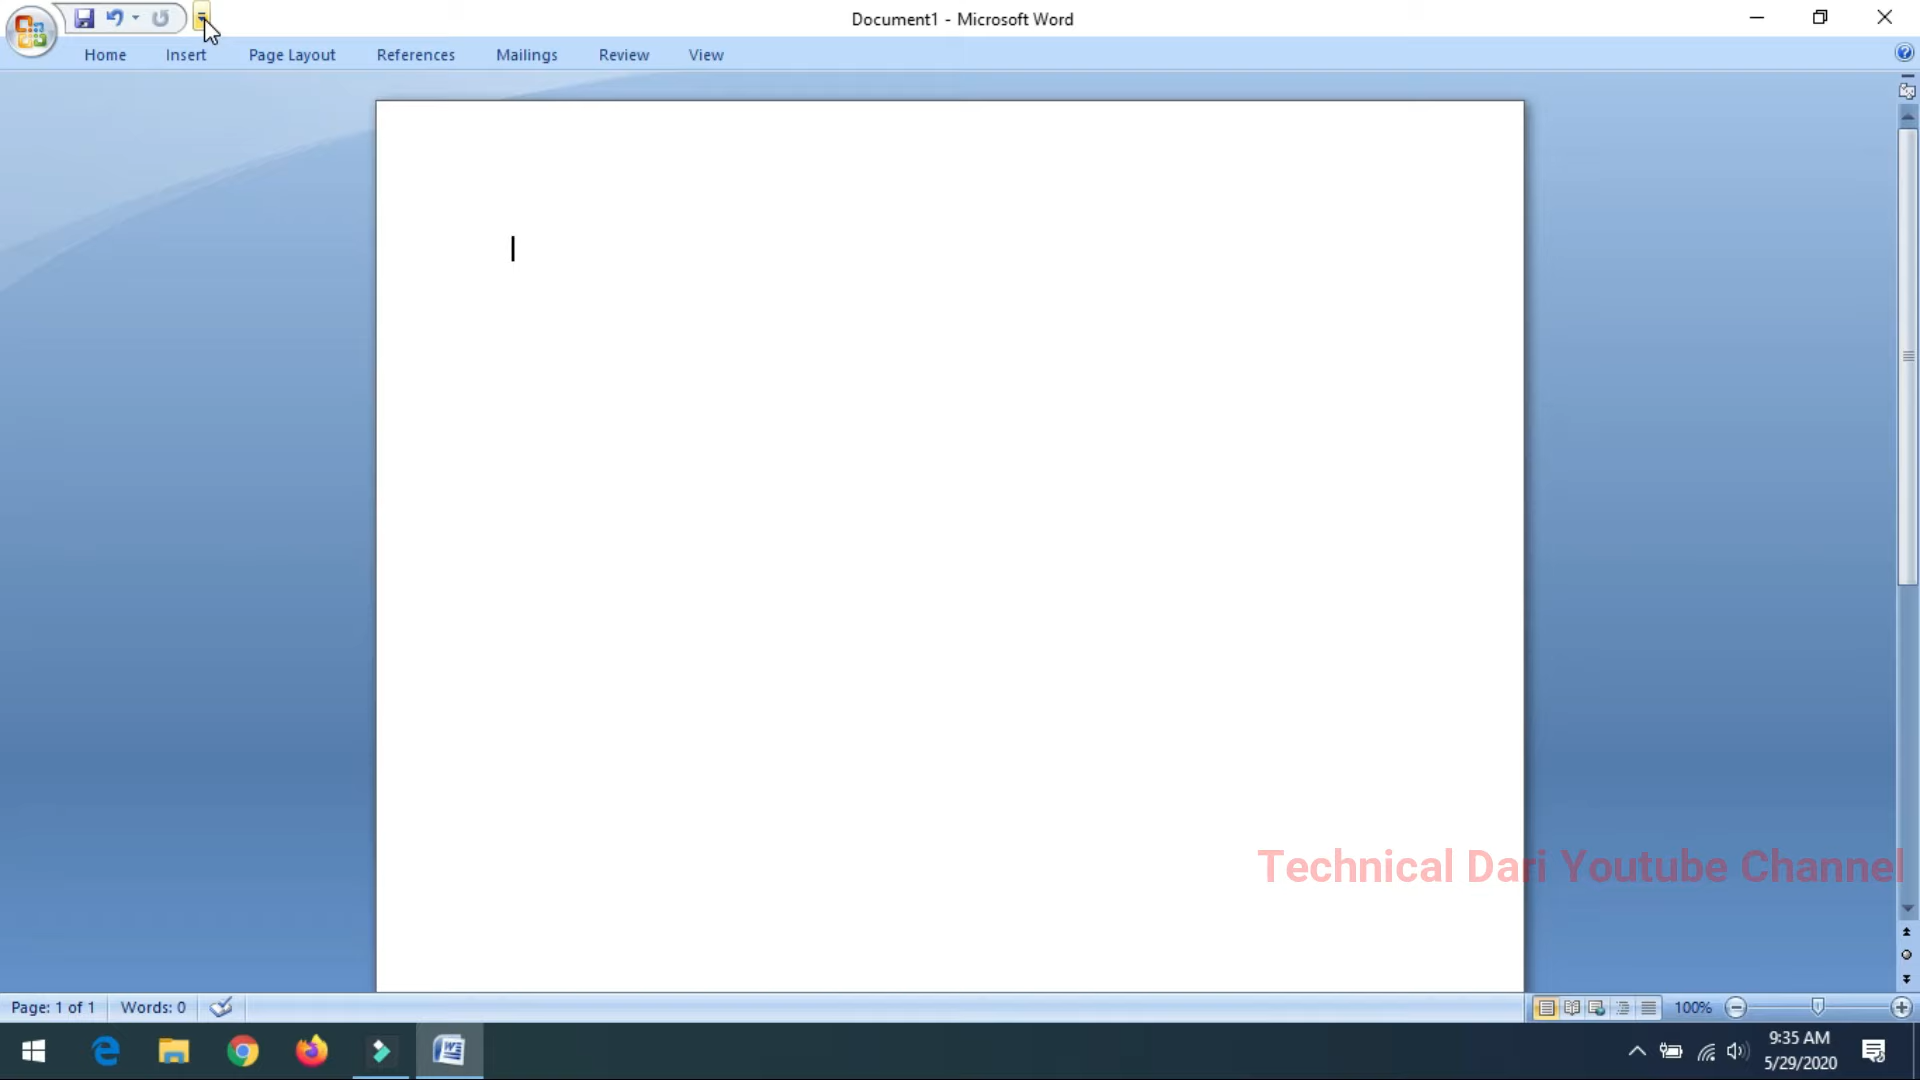 Document1 - Microsoft Word
Home Insert Page Layout References Mailings Review View
Technical Dari Youtube Channel
Page: 1 of 1 Words: 0 100%
9:35 AM
5/29/2020